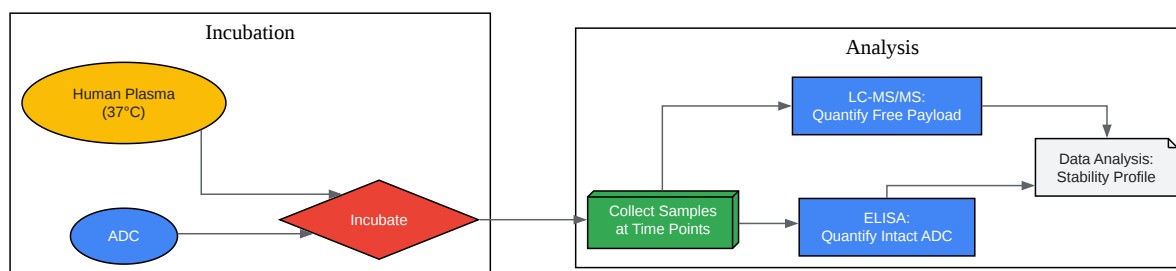 Incubation
Human Plasma
(37°C)
ADC
Incubate
Analysis
LC-MS/MS:
Quantify Free Payload
Collect Samples
at Time Points
ELISA:
Quantify Intact ADC
Data Analysis:
Stability Profile